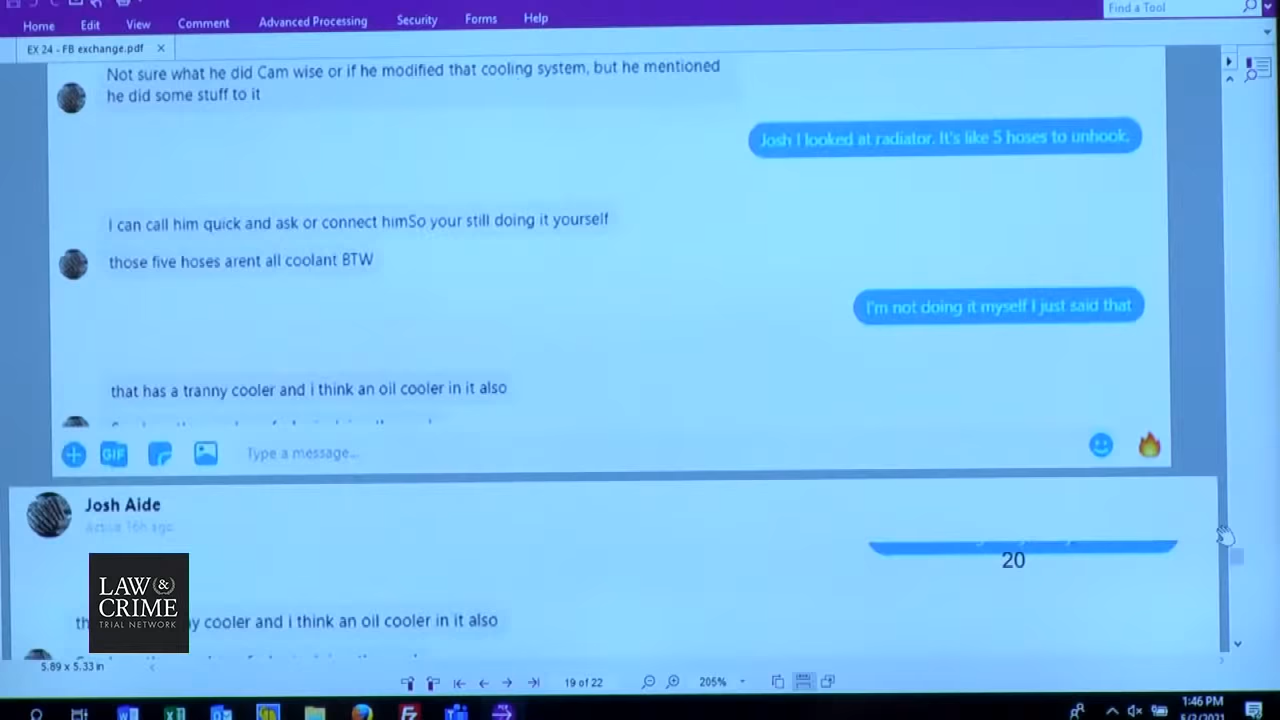 Home Edit View Comment Advanced Processing Security Forms Help
Find a Tool
EX 24 - FB exchange.pdf ×
Not sure what he did Cam wise or if he modified that cooling system, but he mentioned
he did some stuff to it
Josh I looked at radiator. It's like 5 hoses to unhook.
I can call him quick and ask or connect himSo your still doing it yourself
those five hoses arent all coolant BTW
I'm not doing it myself I just said that
that has a tranny cooler and i think an oil cooler in it also
GIF
Type a message...
Josh Aide
Active 16h ago
20
LAW &
CRIME
TRIAL NETWORK
cooler and i think an oil cooler in it also
5.89 x 5.33 in
19 of 22
205%
1:46 PM